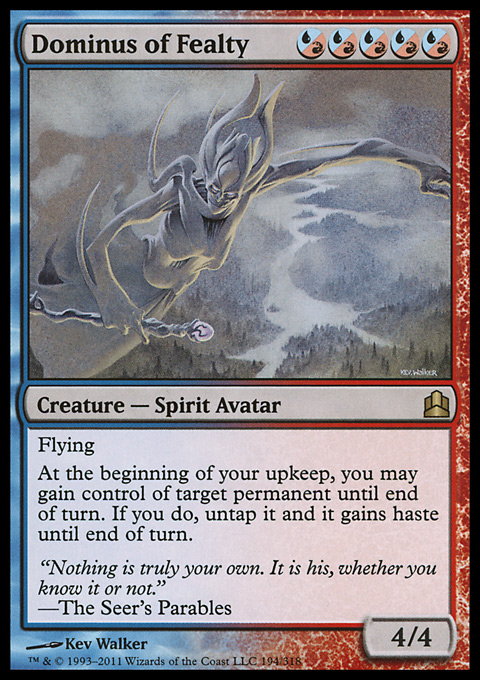 Dominus of Fealty
KEV WALKER
Creature — Spirit Avatar
Flying
At the beginning of your upkeep, you may
gain control of target permanent until end
of turn. If you do, untap it and it gains haste
until end of turn.
“Nothing is truly your own. It is his, whether you
know it or not.”
—The Seer’s Parables
Kev Walker
4/4
™ & © 1993–2011 Wizards of the Coast LLC 194/318